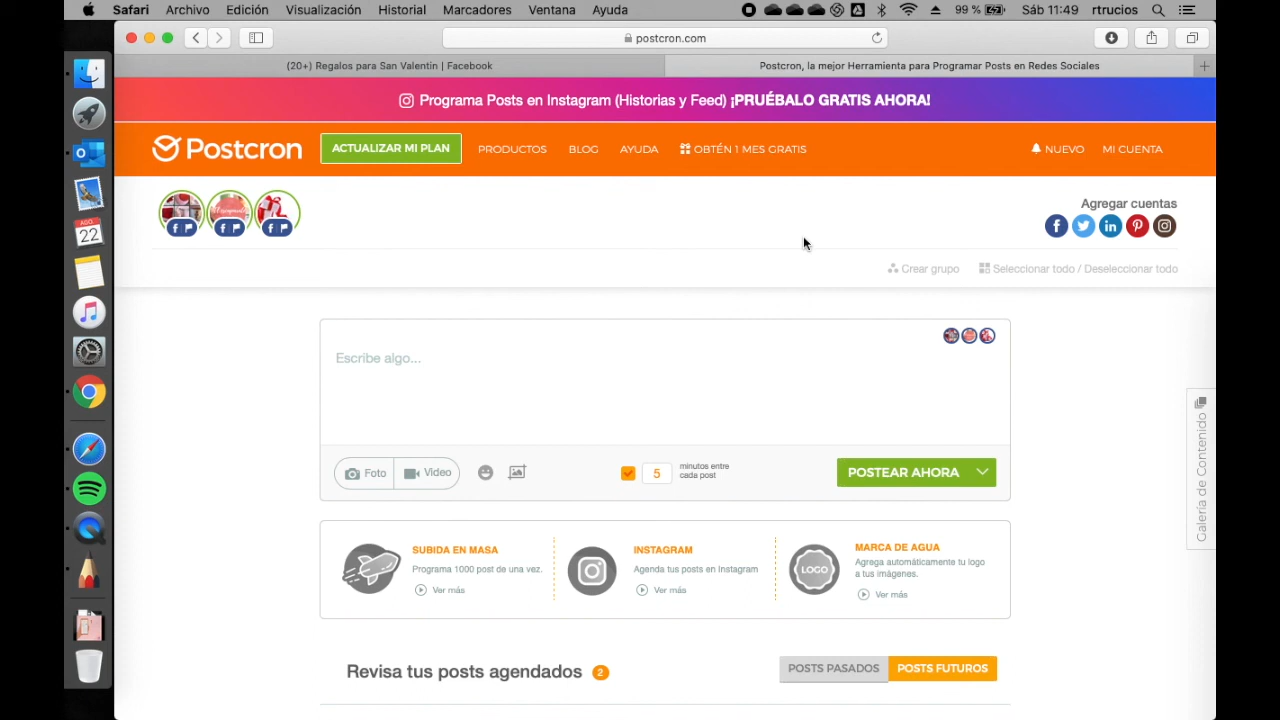 Safari Archivo Edición Visualización Historial Marcadores Ventana Ayuda 99 % Sáb 11:49 rtrucios
postcron.com
(20+) Regalos para San Valentin | Facebook
Postcron, la mejor Herramienta para Programar Posts en Redes Sociales
Programa Posts en Instagram (Historias y Feed) ¡PRUÉBALO GRATIS AHORA!
Postcron ACTUALIZAR MI PLAN PRODUCTOS BLOG AYUDA OBTÉN 1 MES GRATIS NUEVO MI CUENTA
Agregar cuentas
Crear grupo Seleccionar todo / Deseleccionar todo
AGO
22
Escribe algo...
Foto Video 5 minutos entre
cada post
POSTEAR AHORA
Galería de Contenido
SUBIDA EN MASA
Programa 1000 post de una vez.
Ver más
INSTAGRAM
Agenda tus posts en Instagram
Ver más
LOGO
MARCA DE AGUA
Agrega automáticamente tu logo
a tus imágenes.
Ver más
Revisa tus posts agendados 2
POSTS PASADOS POSTS FUTUROS